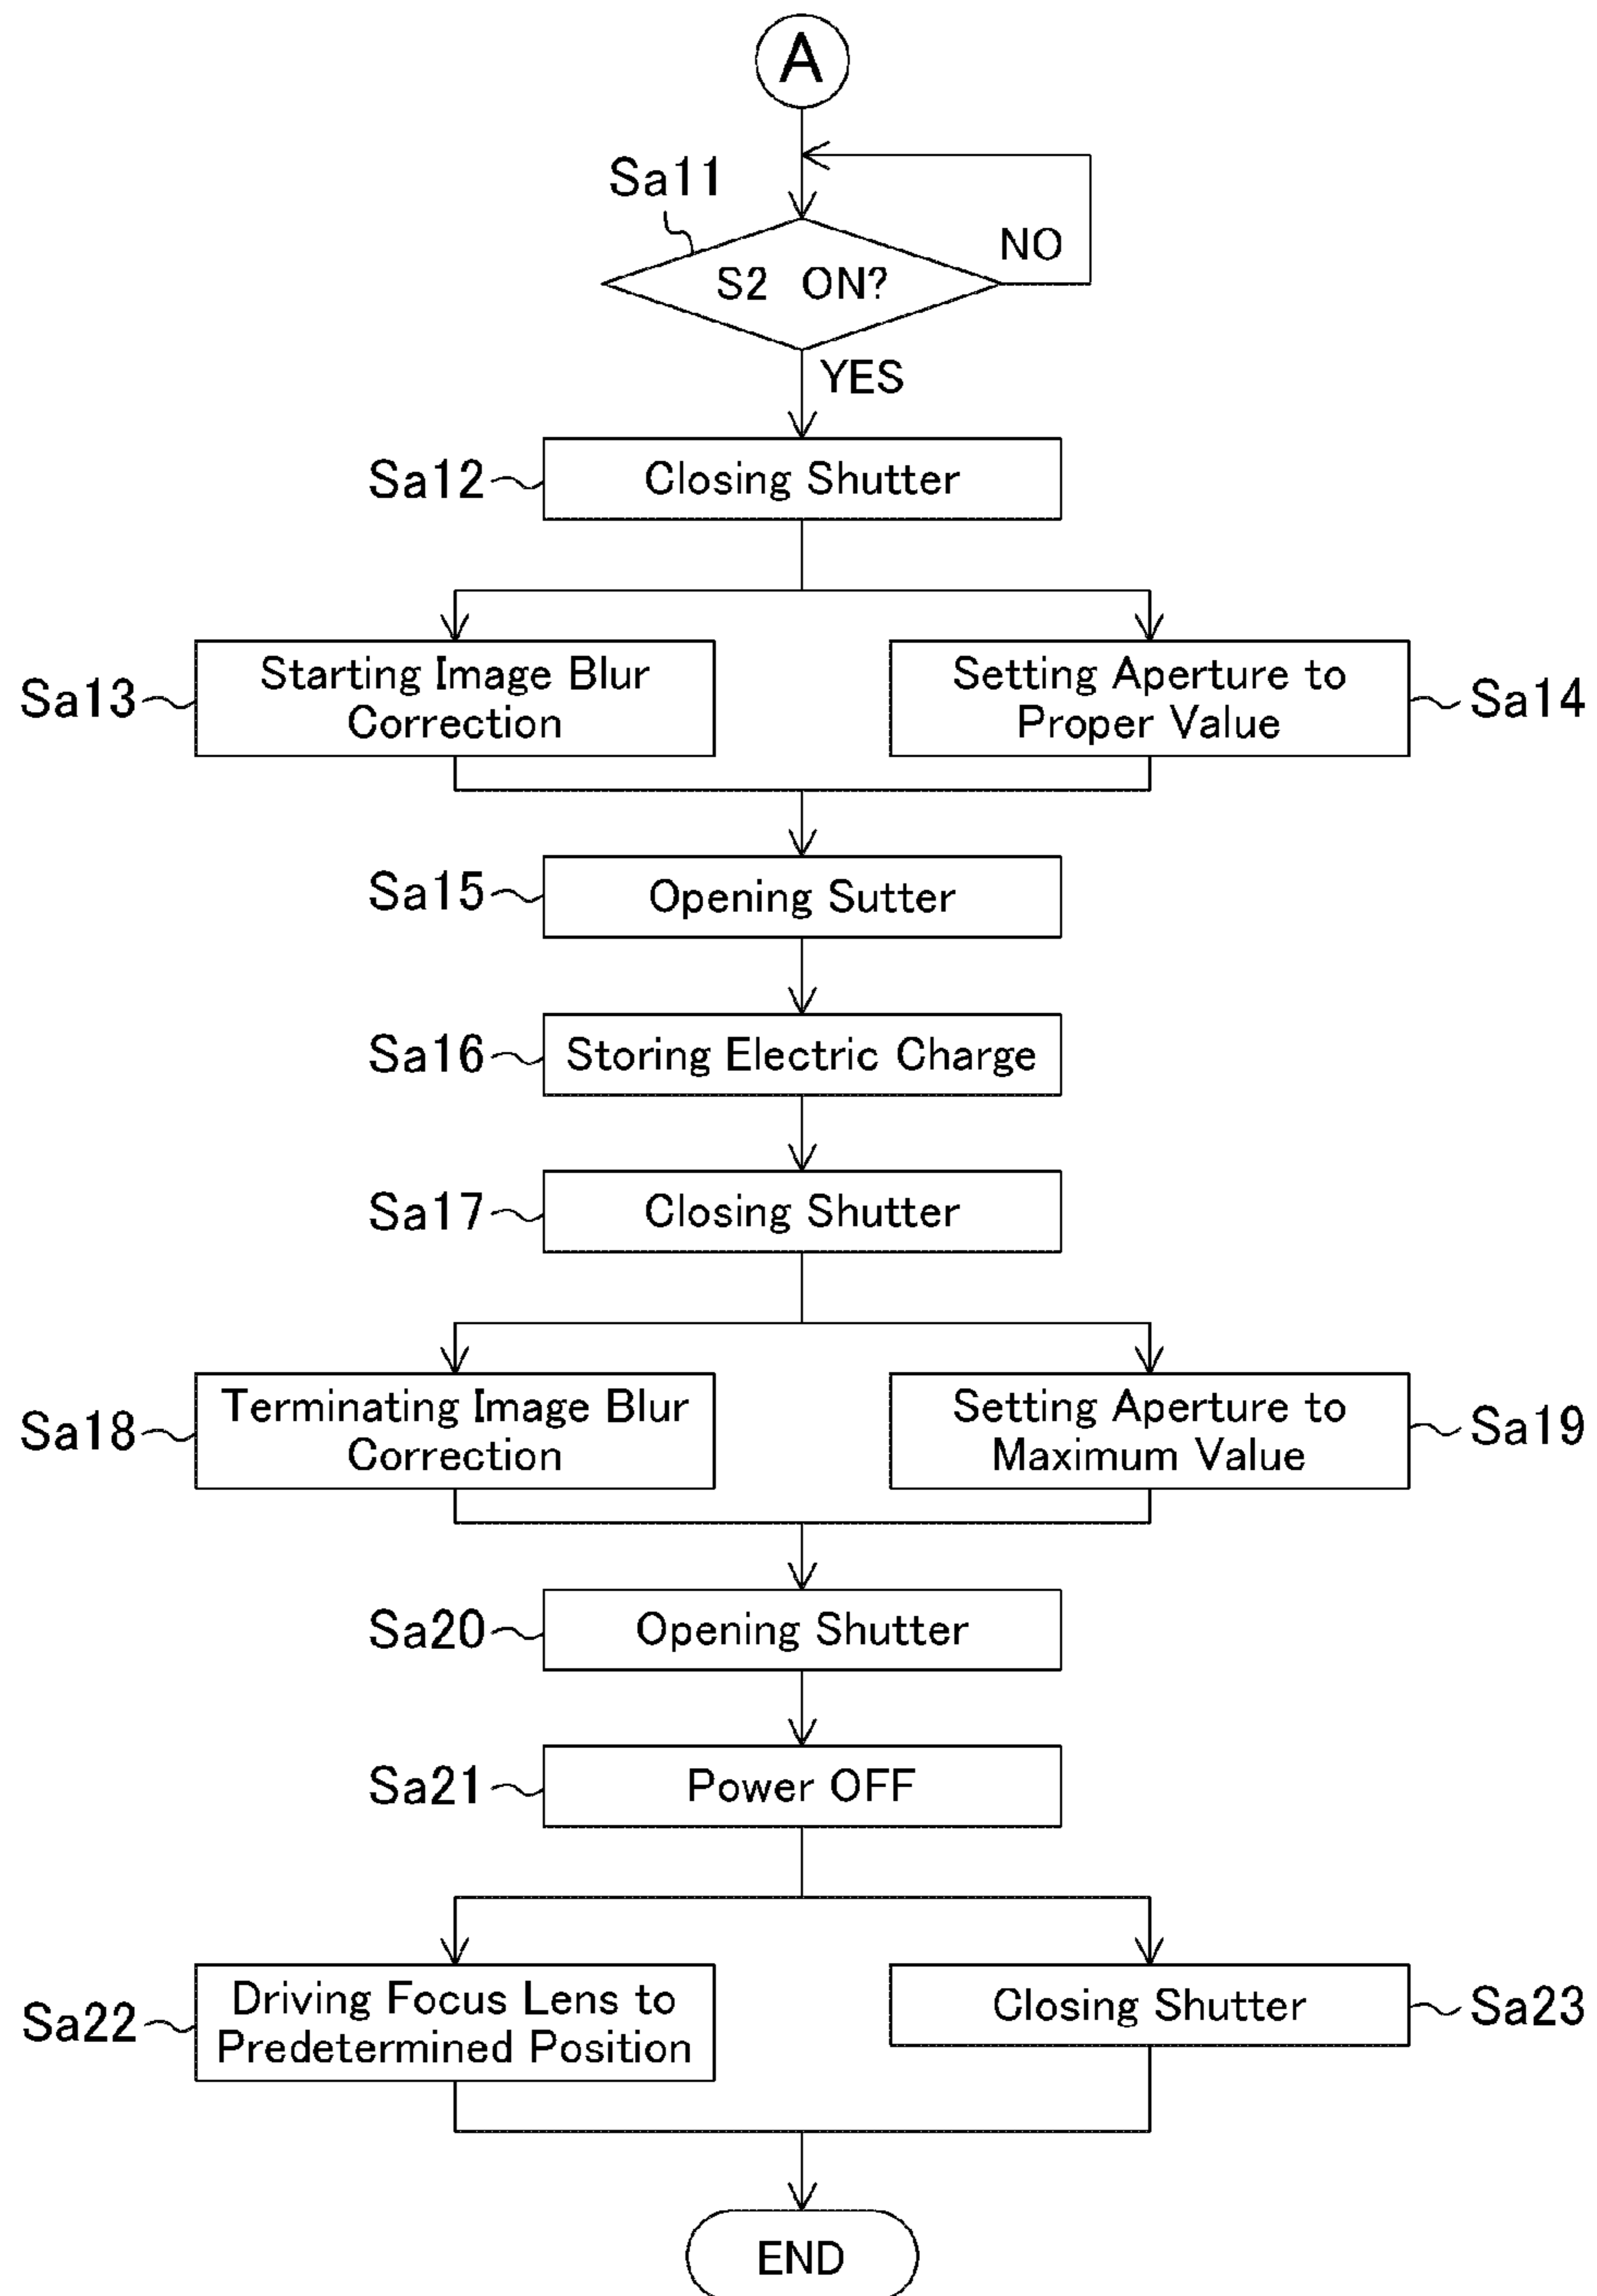 A
Sa11
NO
S2 ON?
YES
Sa12
Closing Shutter
Sa13
Starting Image Blur
Correction
Setting Aperture to
Proper Value
Sa14
Sa15
Opening Sutter
Sa16
Storing Electric Charge
Sa17
Closing Shutter
Sa18
Terminating Image Blur
Correction
Setting Aperture to
Maximum Value
Sa19
Sa20
Opening Shutter
Sa21
Power OFF
Sa22
Driving Focus Lens to
Predetermined Position
Closing Shutter
Sa23
END